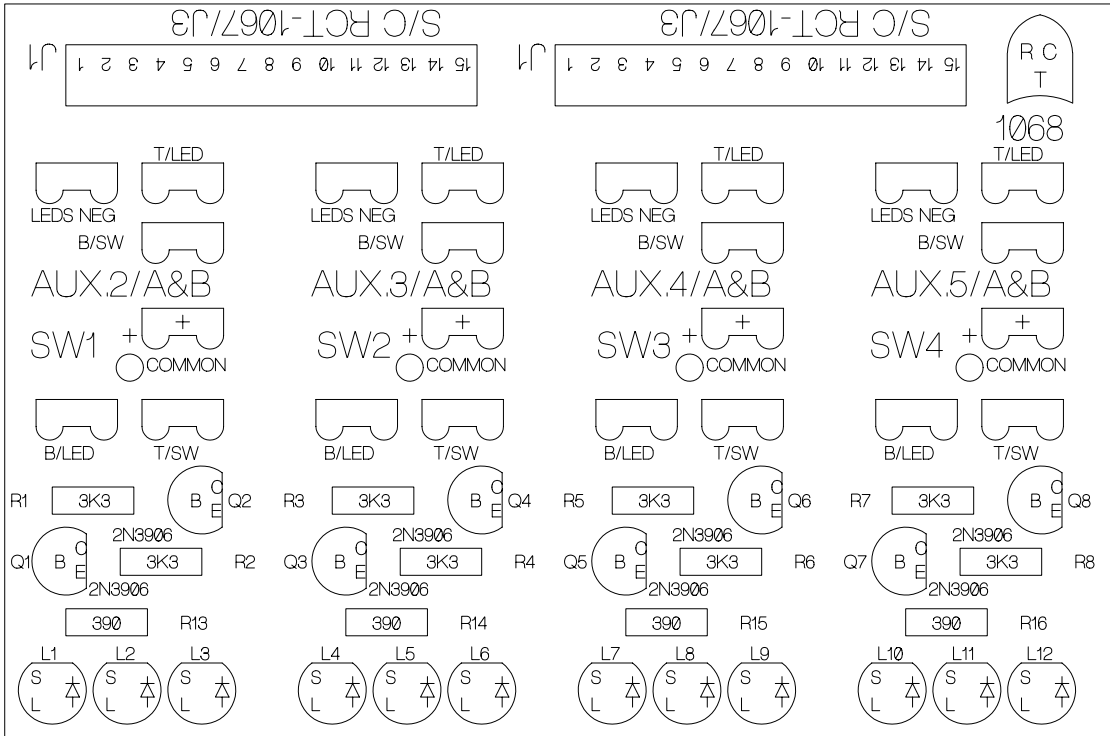 S/C RCT-1067/J3 S/C RCT-1067/J3
J1 1 2 3 4 5 6 7 8 9 10 11 12 13 14 15 J1 1 2 3 4 5 6 7 8 9 10 11 12 13 14 15
R C
T
1068
T/LED T/LED T/LED T/LED
LEDS NEG LEDS NEG LEDS NEG LEDS NEG
B/SW B/SW B/SW B/SW
AUX.2/A&B AUX.3/A&B AUX.4/A&B AUX.5/A&B
SW1 + + SW2 + + SW3 + + SW4 + +
COMMON COMMON COMMON COMMON
B/LED T/SW B/LED T/SW B/LED T/SW B/LED T/SW
R1 3K3 B C E Q2 R3 3K3 B C E Q4 R5 3K3 B C E Q6 R7 3K3 B C E Q8
2N3906 2N3906 2N3906 2N3906
Q1 B C E 3K3 R2 Q3 B C E 3K3 R4 Q5 B C E 3K3 R6 Q7 B C E 3K3 R8
2N3906 2N3906 2N3906 2N3906
390 R13 390 R14 390 R15 390 R16
L1 L2 L3 L4 L5 L6 L7 L8 L9 L10 L11 L12
S S S S S S S S S S S S
L L L L L L L L L L L L